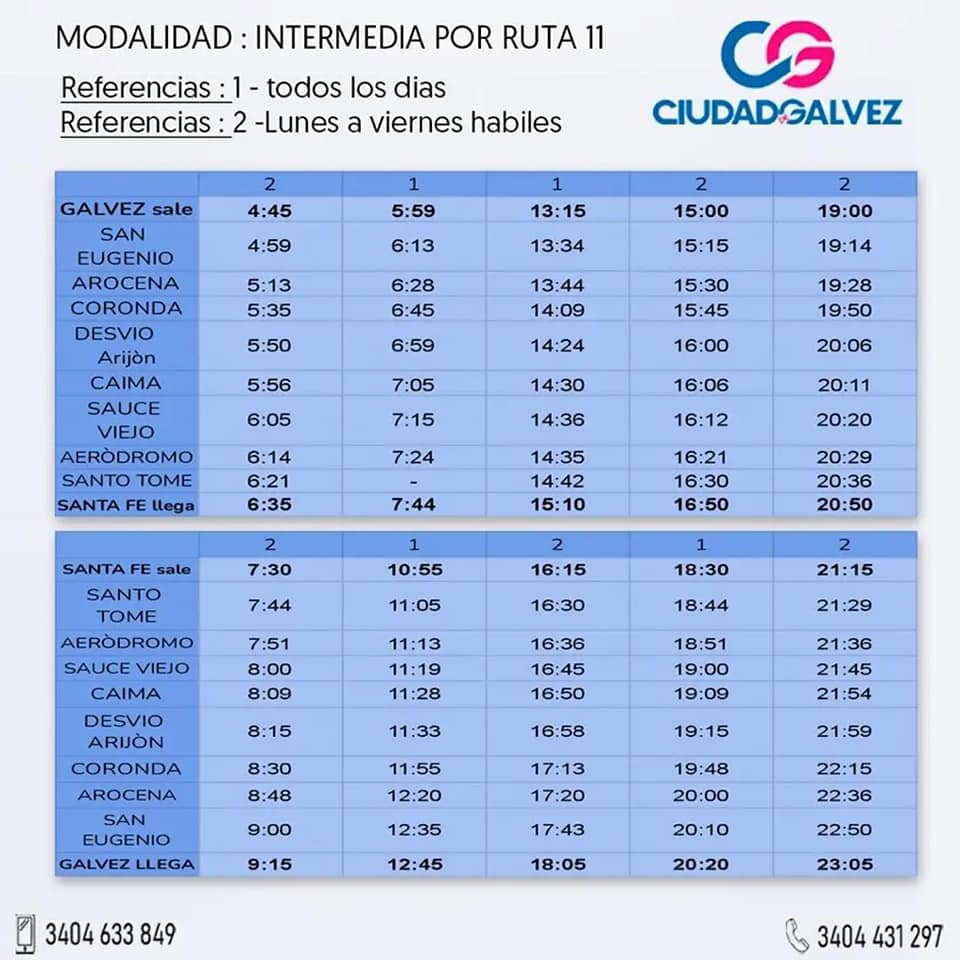 MODALIDAD : INTERMEDIA POR RUTA 11
Referencias : 1 - todos los dias
Referencias : 2 -Lunes a viernes habiles
CG
CIUDAD DE GALVEZ
2 1 1 2 2
GALVEZ sale 4:45 5:59 13:15 15:00 19:00
SAN
EUGENIO 4:59 6:13 13:34 15:15 19:14
AROCENA 5:13 6:28 13:44 15:30 19:28
CORONDA 5:35 6:45 14:09 15:45 19:50
DESVIO
Arijòn 5:50 6:59 14:24 16:00 20:06
CAIMA 5:56 7:05 14:30 16:06 20:11
SAUCE
VIEJO 6:05 7:15 14:36 16:12 20:20
AERÒDROMO 6:14 7:24 14:35 16:21 20:29
SANTO TOME 6:21 - 14:42 16:30 20:36
SANTA FE llega 6:35 7:44 15:10 16:50 20:50
2 1 2 1 2
SANTA FE sale 7:30 10:55 16:15 18:30 21:15
SANTO
TOME 7:44 11:05 16:30 18:44 21:29
AERÒDROMO 7:51 11:13 16:36 18:51 21:36
SAUCE VIEJO 8:00 11:19 16:45 19:00 21:45
CAIMA 8:09 11:28 16:50 19:09 21:54
DESVIO
ARIJÒN 8:15 11:33 16:58 19:15 21:59
CORONDA 8:30 11:55 17:13 19:48 22:15
AROCENA 8:48 12:20 17:20 20:00 22:36
SAN
EUGENIO 9:00 12:35 17:43 20:10 22:50
GALVEZ LLEGA 9:15 12:45 18:05 20:20 23:05
3404 633 849
3404 431 297